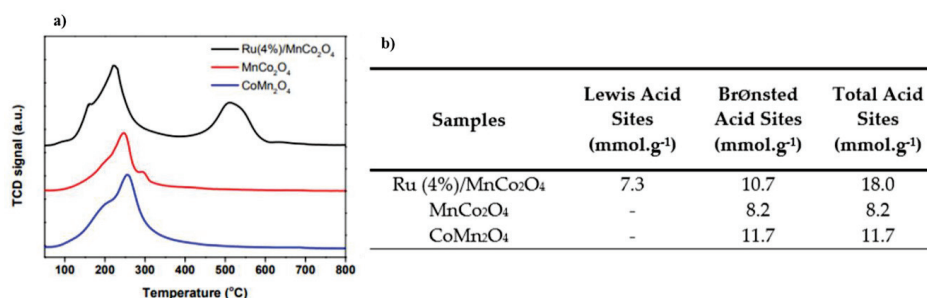 a)
Ru(4%)/MnCo₂O₄
MnCo₂O₄
CoMn₂O₄
TCD signal (a.u.)
100 200 300 400 500 600 700 800
Temperature (°C)
b)
Samples
Lewis Acid
Sites
(mmol.g⁻¹)
BrØnsted
Acid Sites
(mmol.g⁻¹)
Total Acid
Sites
(mmol.g⁻¹)
Ru (4%)/MnCo₂O₄ 7.3 10.7 18.0
MnCo₂O₄ - 8.2 8.2
CoMn₂O₄ - 11.7 11.7